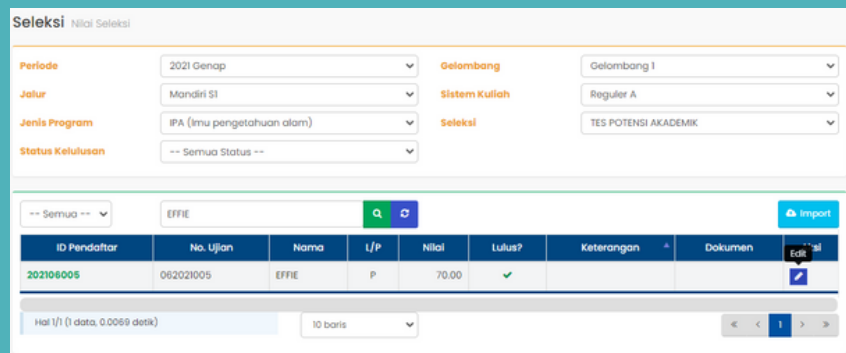 Seleksi Nilai Seleksi
Periode 2021 Genap Gelombang Gelombang 1
Jalur Mandiri S1 Sistem Kuliah Reguler A
Jenis Program IPA (Imu pengetahuan alam) Seleksi TES POTENSI AKADEMIK
Status Kelulusan -- Semua Status --
-- Semua -- EFFIE Import
ID Pendaftar No. Ujian Nama L/P Nilai Lulus? Keterangan Dokumen
Edit
202106005 062021005 EFFIE P 70.00
Hal 1/1 (1 data, 0.0069 detik) 10 baris « < 1 > »